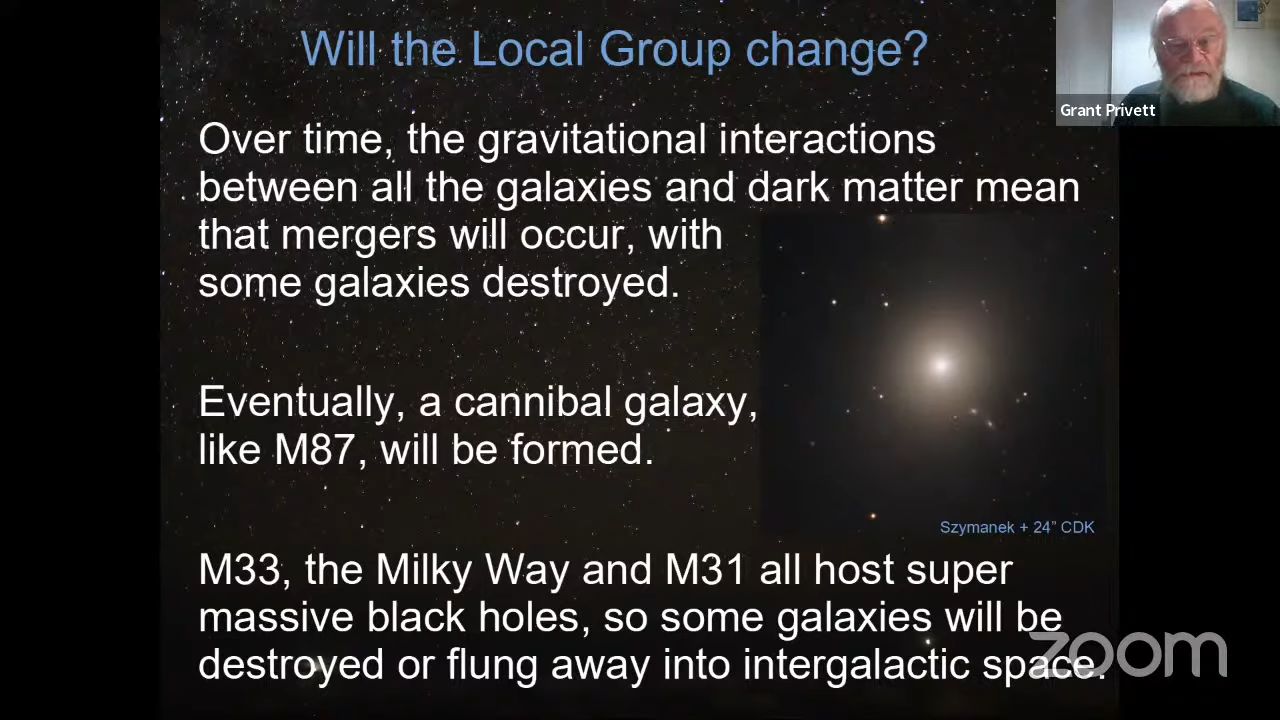 Will the Local Group change?
Grant Privett
Over time, the gravitational interactions
between all the galaxies and dark matter mean
that mergers will occur, with
some galaxies destroyed.
Eventually, a cannibal galaxy,
like M87, will be formed.
Szymanek + 24” CDK
M33, the Milky Way and M31 all host super
massive black holes, so some galaxies will be
destroyed or flung away into intergalactic space.
zoom